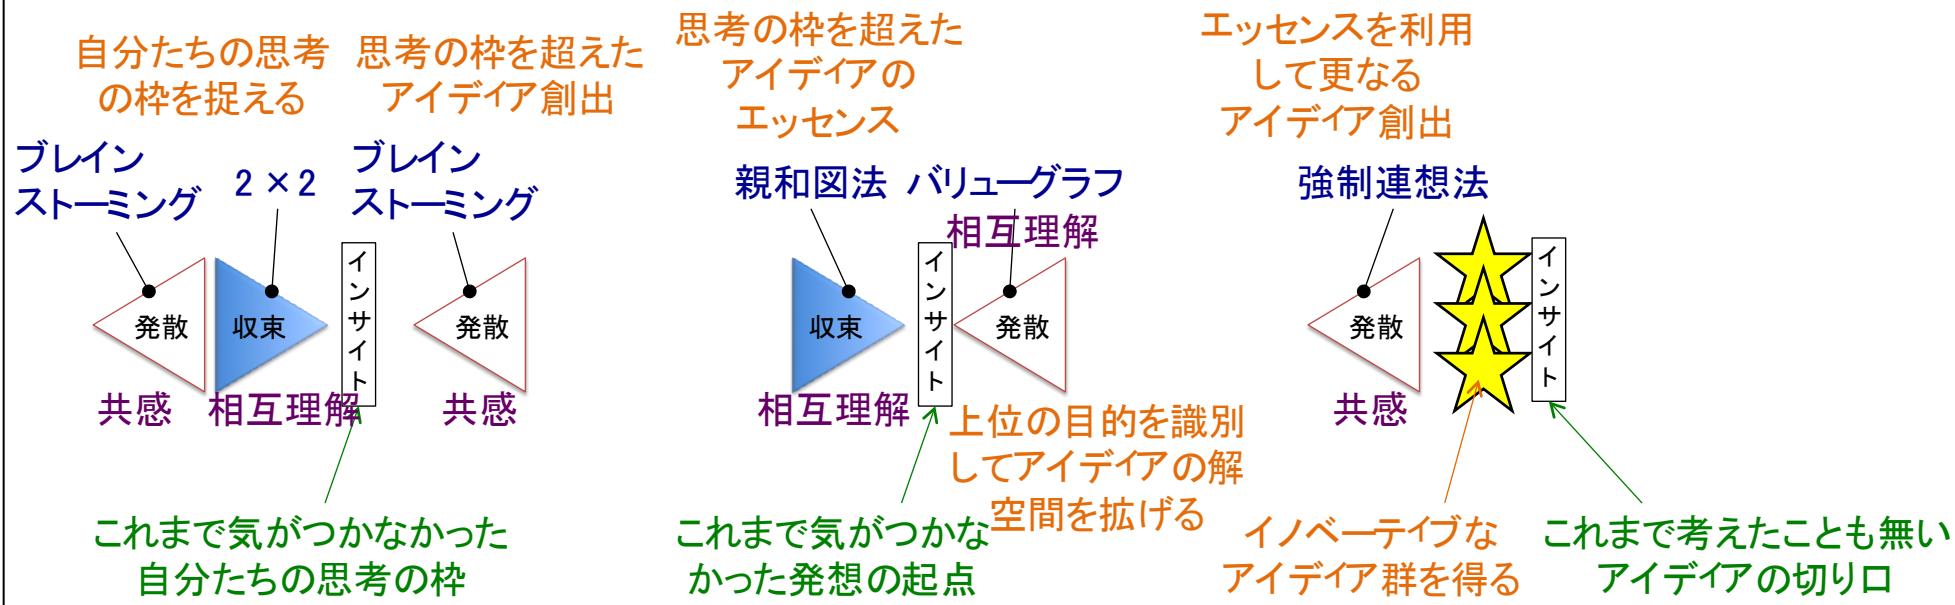 自分たちの思考
の枠を捉える
思考の枠を超えた
アイディア創出
思考の枠を超えた
アイディアの
エッセンス
エッセンスを利用
して更なる
アイディア創出
ブレイン
ストーミング
2×2
ブレイン
ストーミング
親和図法
バリューグラフ
強制連想法
相互理解
発散
収束
インサイト
発散
収束
インサイト
発散
発散
インサイト
共感
相互理解
共感
相互理解
共感
上位の目的を識別
してアイディアの解
空間を拡げる
これまで気がつかなかった
自分たちの思考の枠
これまで気がつかな
かった発想の起点
イノベーティブな
アイディア群を得る
これまで考えたことも無い
アイディアの切り口